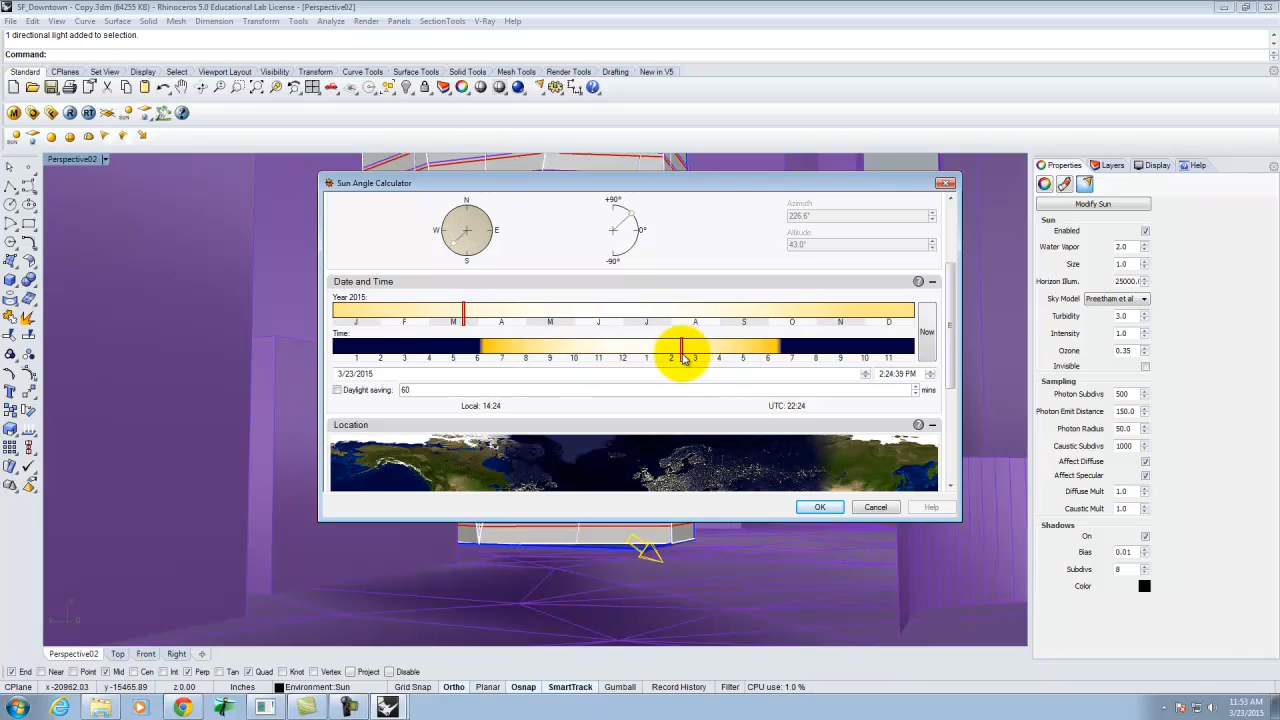 SF_Downtown - Copy.3dm (64255 KB) - Rhinoceros 5.0 Educational Lab License - [Perspective02]
File Edit View Curve Surface Solid Mesh Dimension Transform Tools Analyze Render Panels SectionTools V-Ray Help
1 directional light added to selection.
Command:
Standard CPlanes Set View Display Select Viewport Layout Visibility Transform Curve Tools Surface Tools Solid Tools Mesh Tools Render Tools Drafting New in V5
M R RT SUN
SUN
Perspective02
Properties Layers Display Help
Modify Sun
Sun
Enabled
Water Vapor 2.0
Size 1.0
Horizon Illum. 25000.
Sky Model Preetham et al
Turbidity 3.0
Intensity 1.0
Ozone 0.35
Invisible
Sampling
Photon Subdivs 500
Photon Emit Distance 150.0
Photon Radius 50.0
Caustic Subdivs 1000
Affect Diffuse
Affect Specular
Diffuse Mult 1.0
Caustic Mult 1.0
Shadows
On
Bias 0.01
Subdivs 8
Color
Sun Angle Calculator
N
W E
S
+90°
0°
-90°
Azimuth:
226.6°
Altitude:
43.0°
Date and Time
Year 2015:
J F M A M J J A S O N D
Time:
1 2 3 4 5 6 7 8 9 10 11 12 1 2 3 4 5 6 7 8 9 10 11
Now
3/23/2015 2:24:39 PM
Daylight saving: 60 mins
Local: 14:24 UTC: 22:24
Location
OK Cancel Help
Perspective02 Top Front Right
End Near Point Mid Cen Int Perp Tan Quad Knot Vertex Project Disable
CPlane x -20962.03 y -15465.89 z 0.00 Inches Environment::Sun Grid Snap Ortho Planar Osnap SmartTrack Gumball Record History Filter CPU use: 1.0 %
11:53 AM
3/23/2015